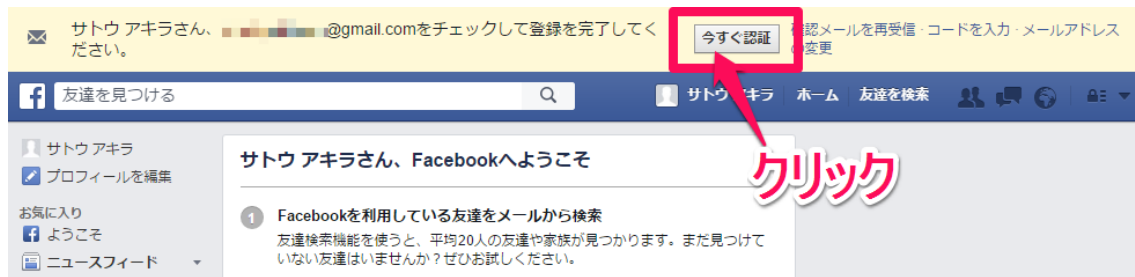 サトウ アキラさん、
@gmail.comをチェックして登録を完了してく
ださい。
今すぐ認証
認メールを再受信 · コードを入力 · メールアドレス
の変更
友達を見つける
サトウ アキラ ホーム 友達を検索
サトウ アキラ
プロフィールを編集
お気に入り
ようこそ
ニュースフィード
サトウ アキラさん、Facebookへようこそ
クリック
1 Facebookを利用している友達をメールから検索
友達検索機能を使うと、平均20人の友達や家族が見つかります。まだ見つけて
いない友達はいませんか？ぜひお試しください。